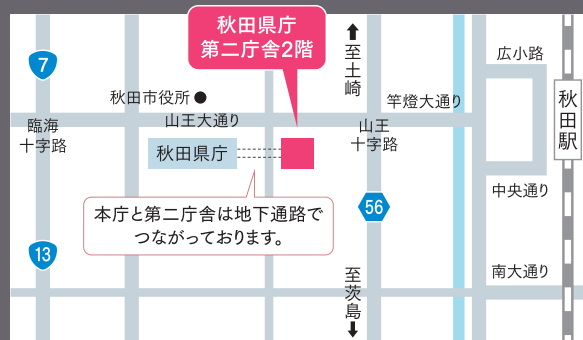 秋田県庁
第二庁舎2階
至土崎
広小路
7
秋田駅
秋田市役所
竿燈大通り
山王大通り
臨海
十字路
山王
十字路
秋田県庁
中央通り
本庁と第二庁舎は地下通路で
つながっております。
56
13
南大通り
至茨島